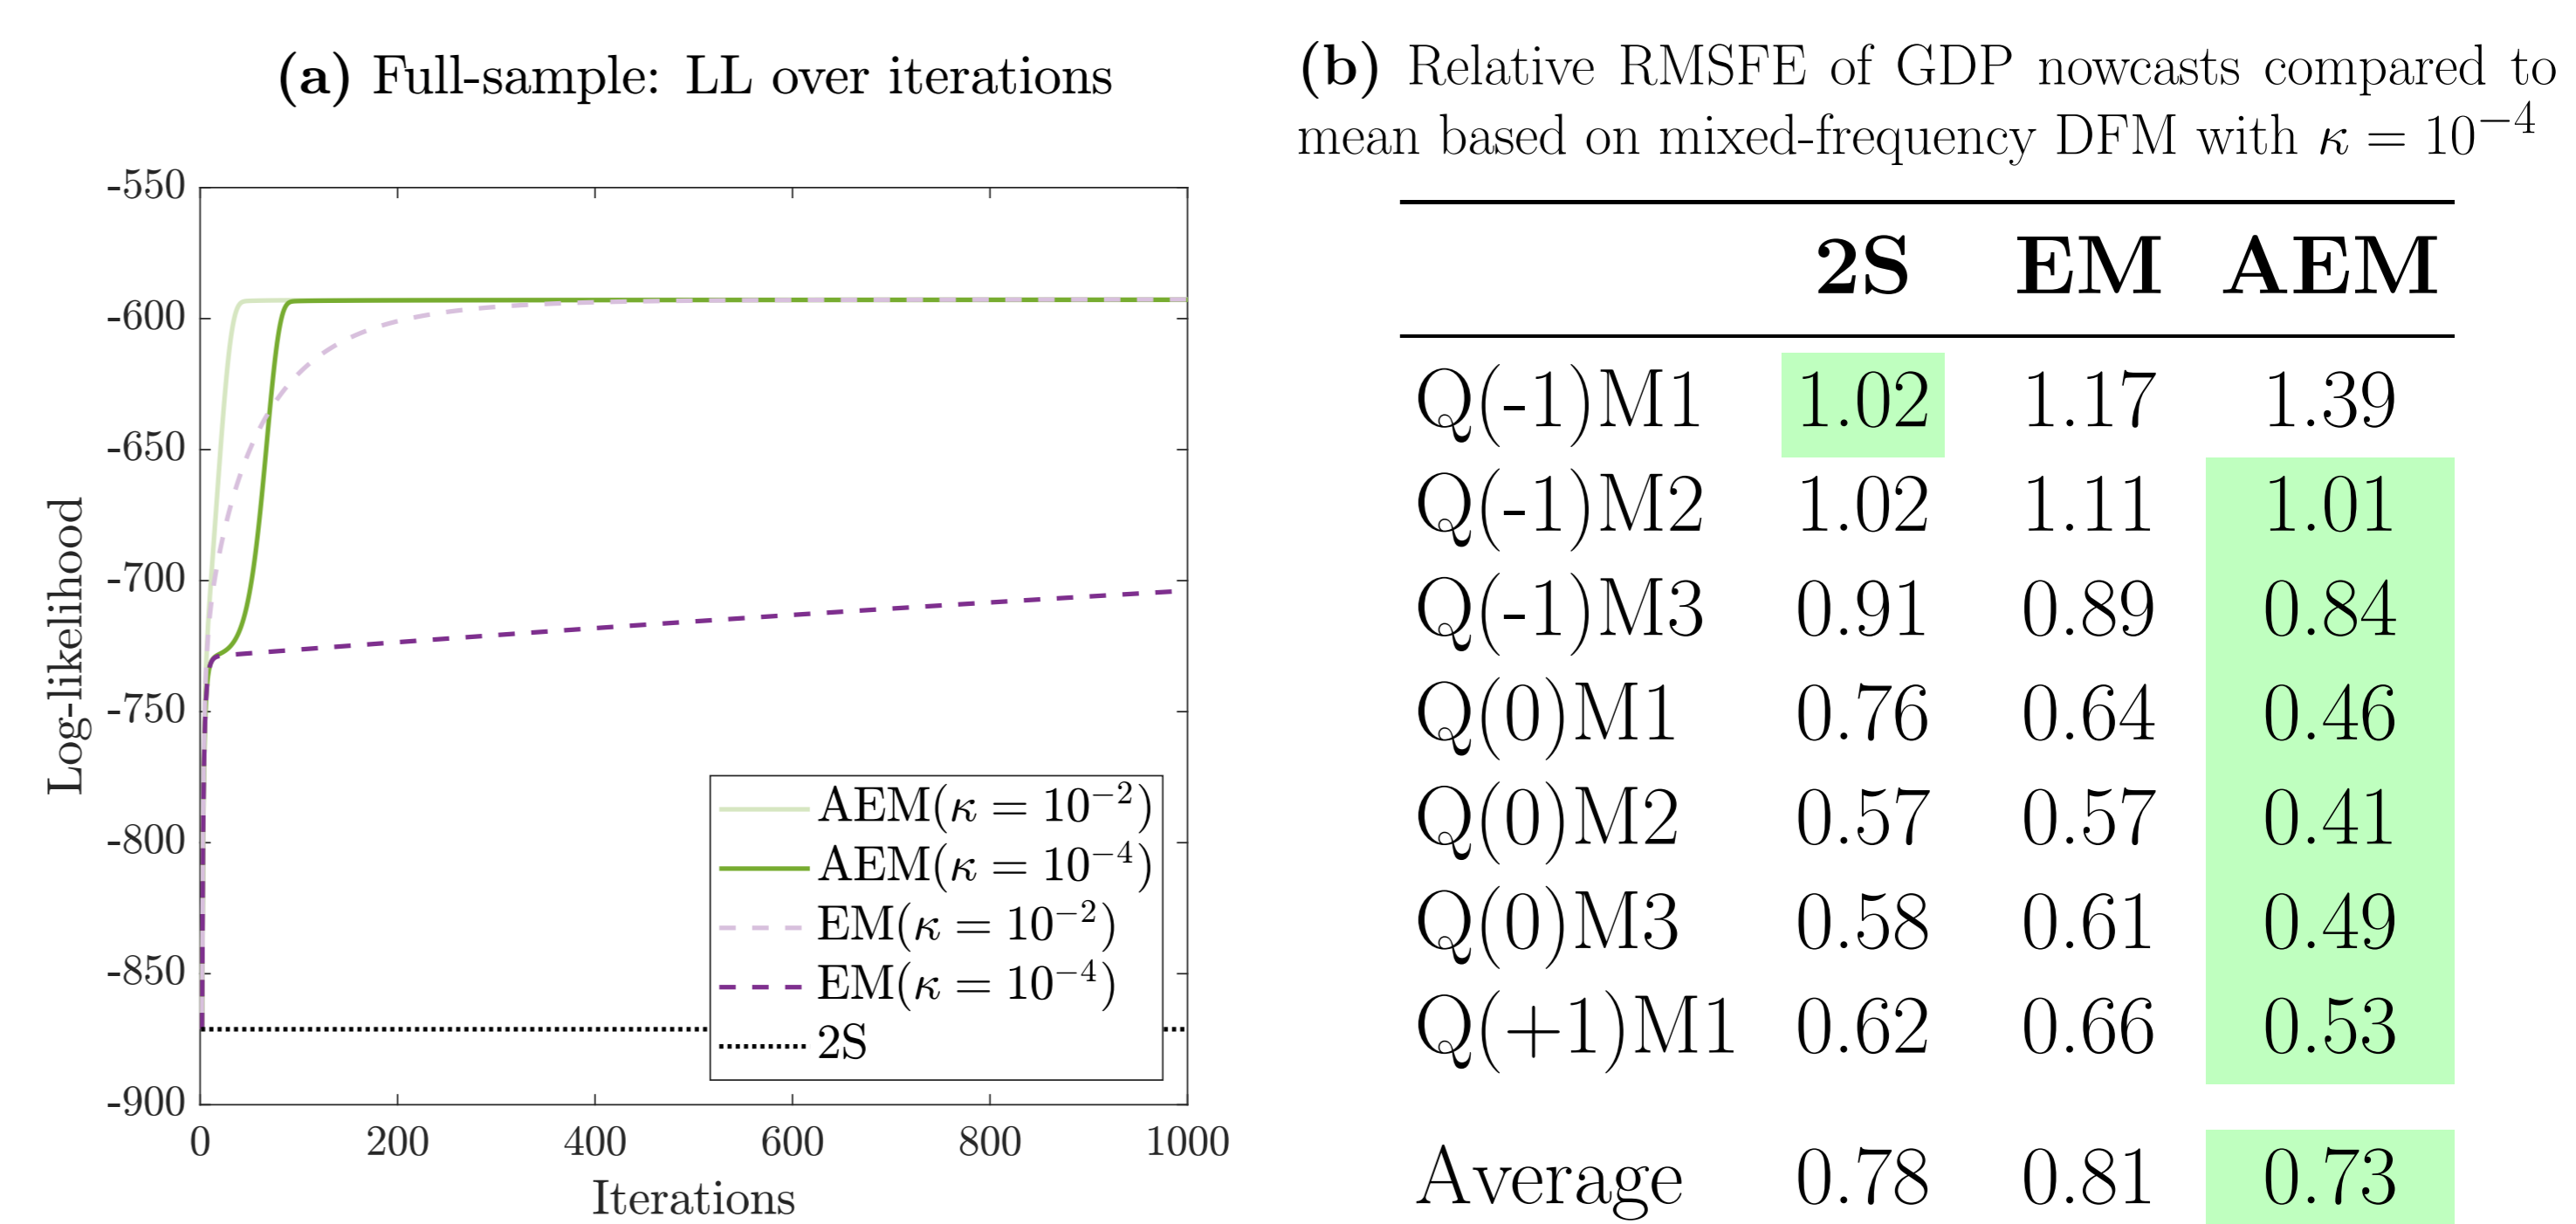 (a) Full-sample: LL over iterations
-550
-600
-650
-700
-750
-800
-850
-900
Log-likelihood
0 200 400 600 800 1000
Iterations
AEM(κ = 10⁻²)
AEM(κ = 10⁻⁴)
EM(κ = 10⁻²)
EM(κ = 10⁻⁴)
2S
(b) Relative RMSFE of GDP nowcasts compared to
mean based on mixed-frequency DFM with κ = 10⁻⁴
2S EM AEM
Q(-1)M1 1.02 1.17 1.39
Q(-1)M2 1.02 1.11 1.01
Q(-1)M3 0.91 0.89 0.84
Q(0)M1 0.76 0.64 0.46
Q(0)M2 0.57 0.57 0.41
Q(0)M3 0.58 0.61 0.49
Q(+1)M1 0.62 0.66 0.53
Average 0.78 0.81 0.73